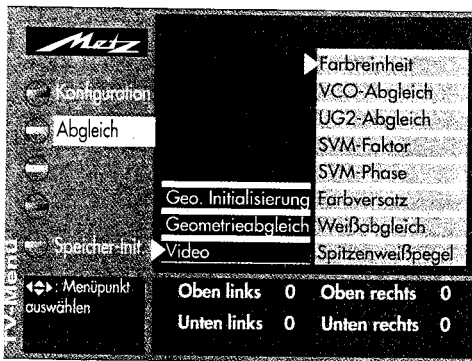 Metz
Konfiguration
Abgleich
Speicher-Init.
TV-Menü
Geo. Initialisierung
Geometrieabgleich
Video
Farbreinheit
VCO-Abgleich
UG2-Abgleich
SVM-Faktor
SVM-Phase
Farbversatz
Weißabgleich
Spitzenweißpegel
: Menüpunkt
auswählen
Oben links 0 Oben rechts 0
Unten links 0 Unten rechts 0